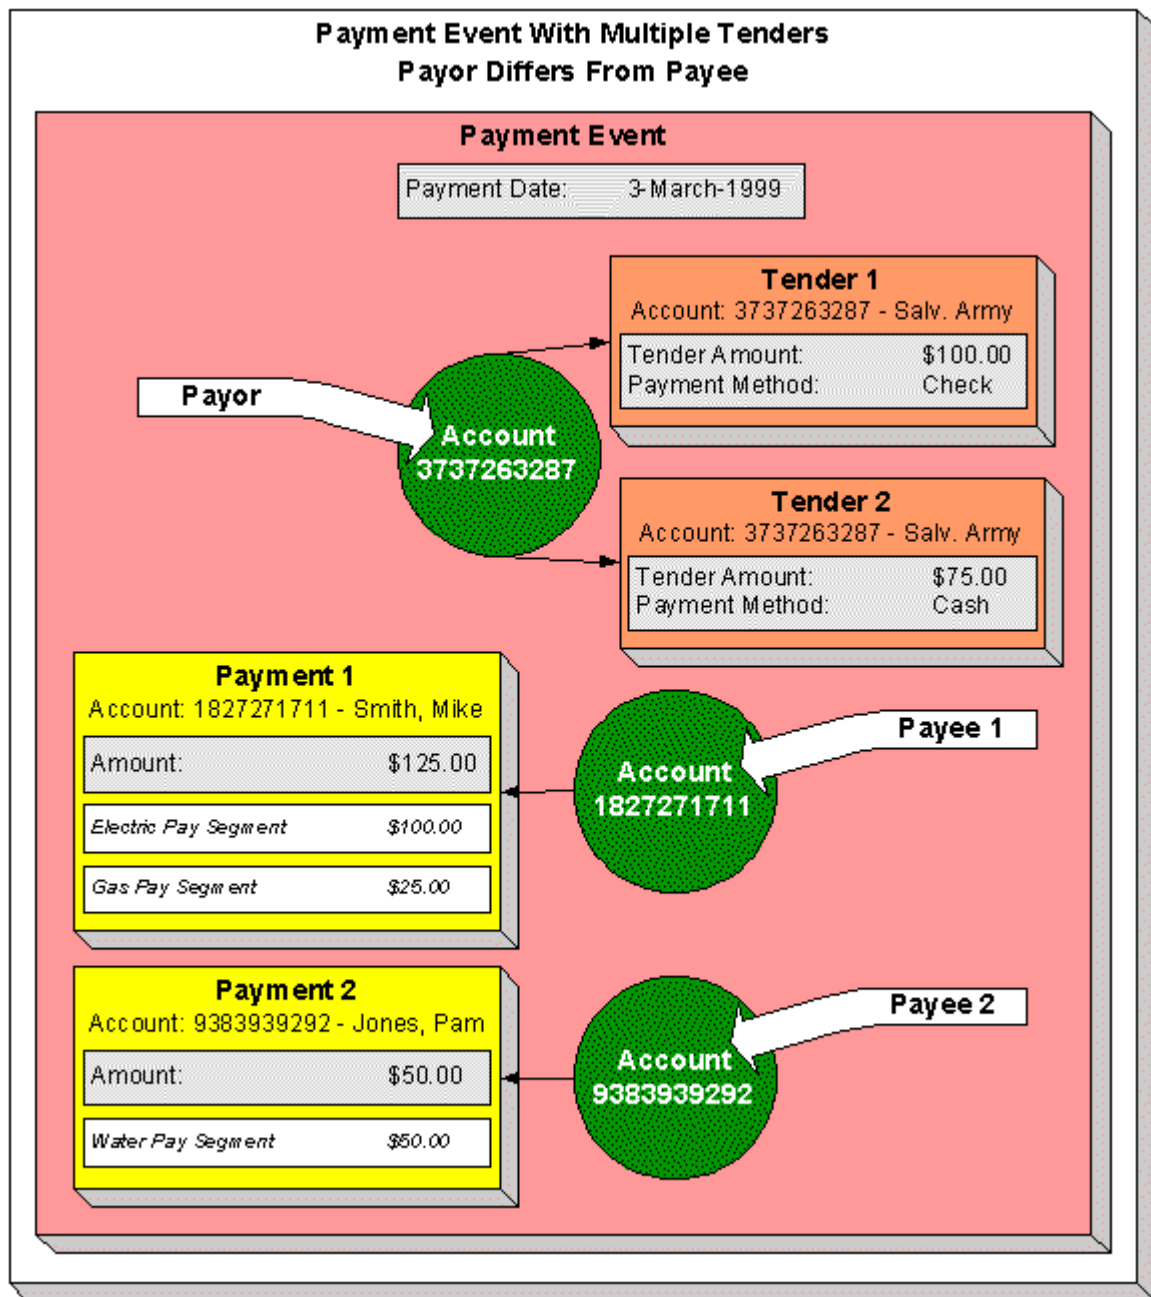 Payment Event With Multiple Tenders
Payor Differs From Payee
Payment Event
Payment Date: 3-March-1999
Tender 1
Account: 3737263287 - Salv. Army
Tender Amount: $100.00
Payment Method: Check
Payor
Account
3737263287
Tender 2
Account: 3737263287 - Salv. Army
Tender Amount: $75.00
Payment Method: Cash
Payment 1
Account: 1827271711 - Smith, Mike
Amount: $125.00
Electric Pay Segment $100.00
Gas Pay Segment $25.00
Payee 1
Account
1827271711
Payment 2
Account: 9383939292 - Jones, Pam
Amount: $50.00
Water Pay Segment $50.00
Payee 2
Account
9383939292